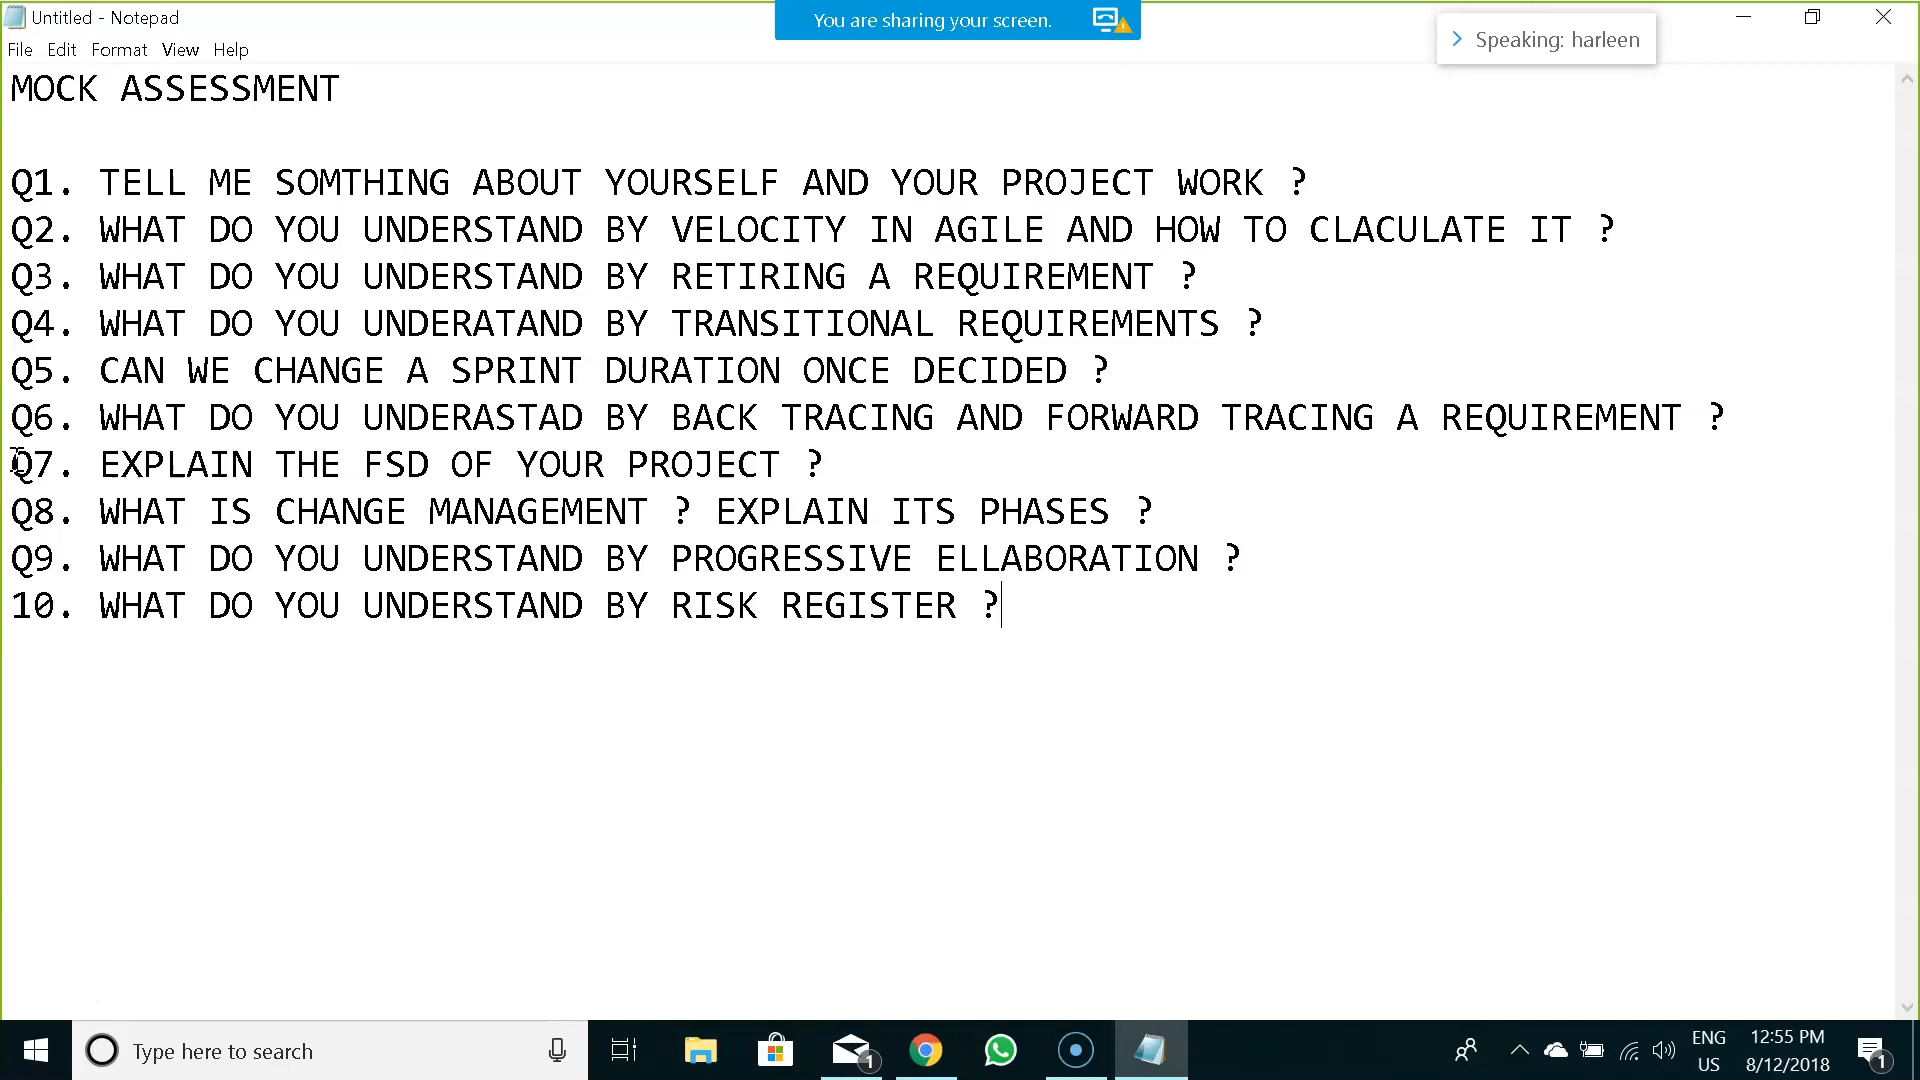 Untitled - Notepad
You are sharing your screen.
Speaking: harleen
File Edit Format View Help
MOCK ASSESSMENT
Q1. TELL ME SOMTHING ABOUT YOURSELF AND YOUR PROJECT WORK ?
Q2. WHAT DO YOU UNDERSTAND BY VELOCITY IN AGILE AND HOW TO CLACULATE IT ?
Q3. WHAT DO YOU UNDERSTAND BY RETIRING A REQUIREMENT ?
Q4. WHAT DO YOU UNDERATAND BY TRANSITIONAL REQUIREMENTS ?
Q5. CAN WE CHANGE A SPRINT DURATION ONCE DECIDED ?
Q6. WHAT DO YOU UNDERASTAD BY BACK TRACING AND FORWARD TRACING A REQUIREMENT ?
Q7. EXPLAIN THE FSD OF YOUR PROJECT ?
Q8. WHAT IS CHANGE MANAGEMENT ? EXPLAIN ITS PHASES ?
Q9. WHAT DO YOU UNDERSTAND BY PROGRESSIVE ELLABORATION ?
10. WHAT DO YOU UNDERSTAND BY RISK REGISTER ?
Type here to search
1
ENG
US
12:55 PM
8/12/2018
1